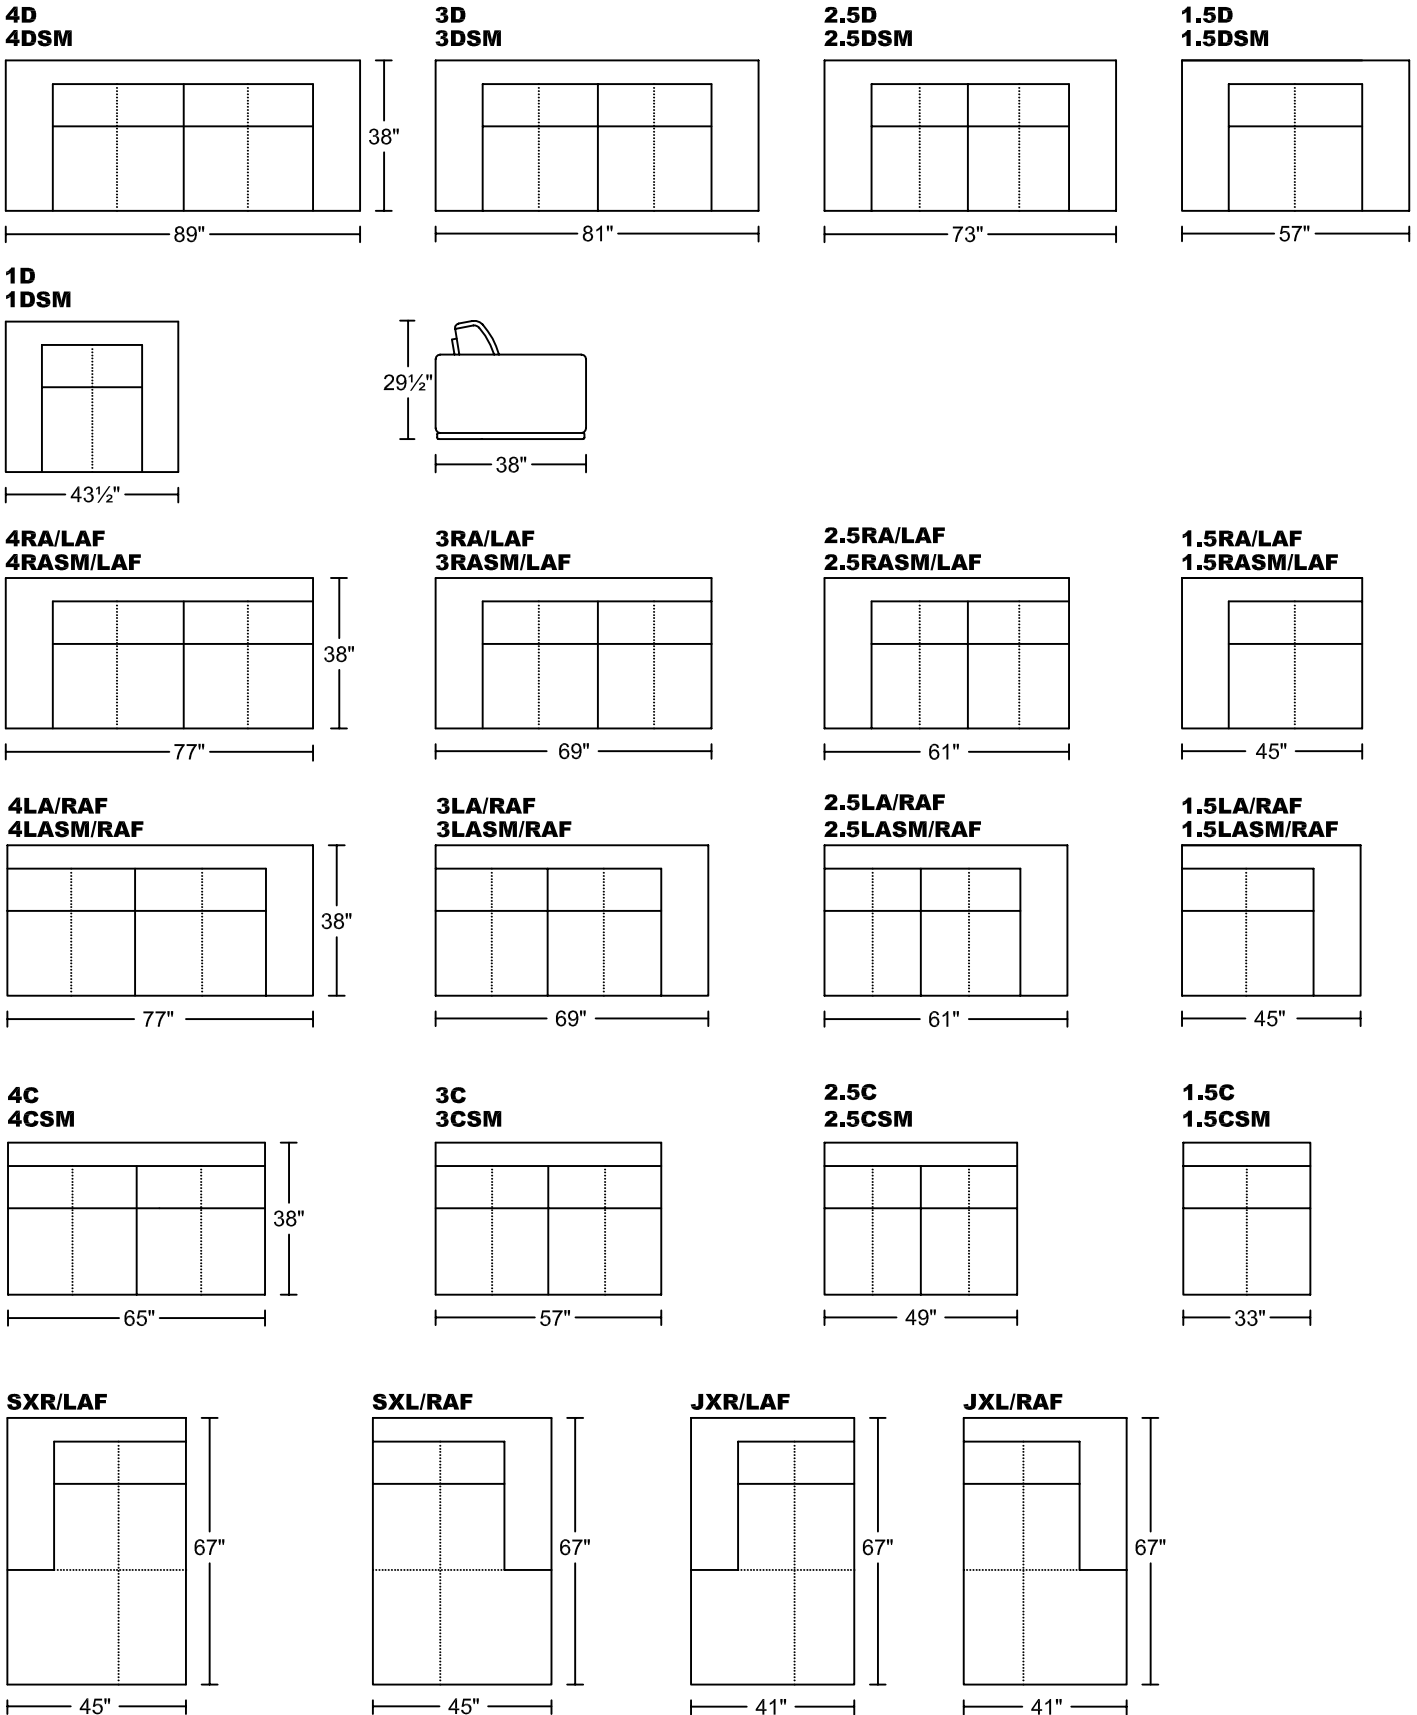 4D
4DSM
3D
3DSM
2.5D
2.5DSM
1.5D
1.5DSM
38"
89"
81"
73"
57"
1D
1DSM
29½"
43½"
38"
4RA/LAF
4RASM/LAF
3RA/LAF
3RASM/LAF
2.5RA/LAF
2.5RASM/LAF
1.5RA/LAF
1.5RASM/LAF
38"
77"
69"
61"
45"
4LA/RAF
4LASM/RAF
3LA/RAF
3LASM/RAF
2.5LA/RAF
2.5LASM/RAF
1.5LA/RAF
1.5LASM/RAF
38"
77"
69"
61"
45"
4C
4CSM
3C
3CSM
2.5C
2.5CSM
1.5C
1.5CSM
38"
65"
57"
49"
33"
SXR/LAF
SXL/RAF
JXR/LAF
JXL/RAF
67"
67"
67"
67"
45"
45"
41"
41"